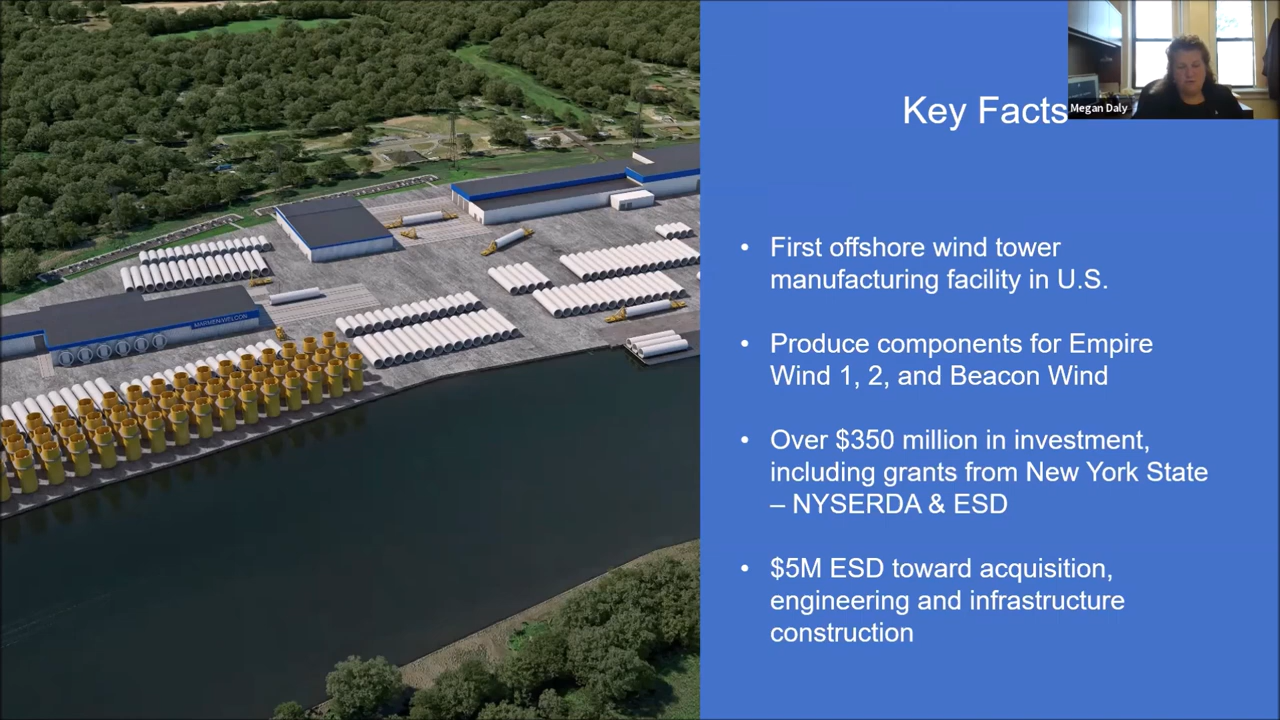 Key Facts
Megan Daly
• First offshore wind tower
manufacturing facility in U.S.
• Produce components for Empire
Wind 1, 2, and Beacon Wind
• Over $350 million in investment,
including grants from New York State
– NYSERDA & ESD
• $5M ESD toward acquisition,
engineering and infrastructure
construction